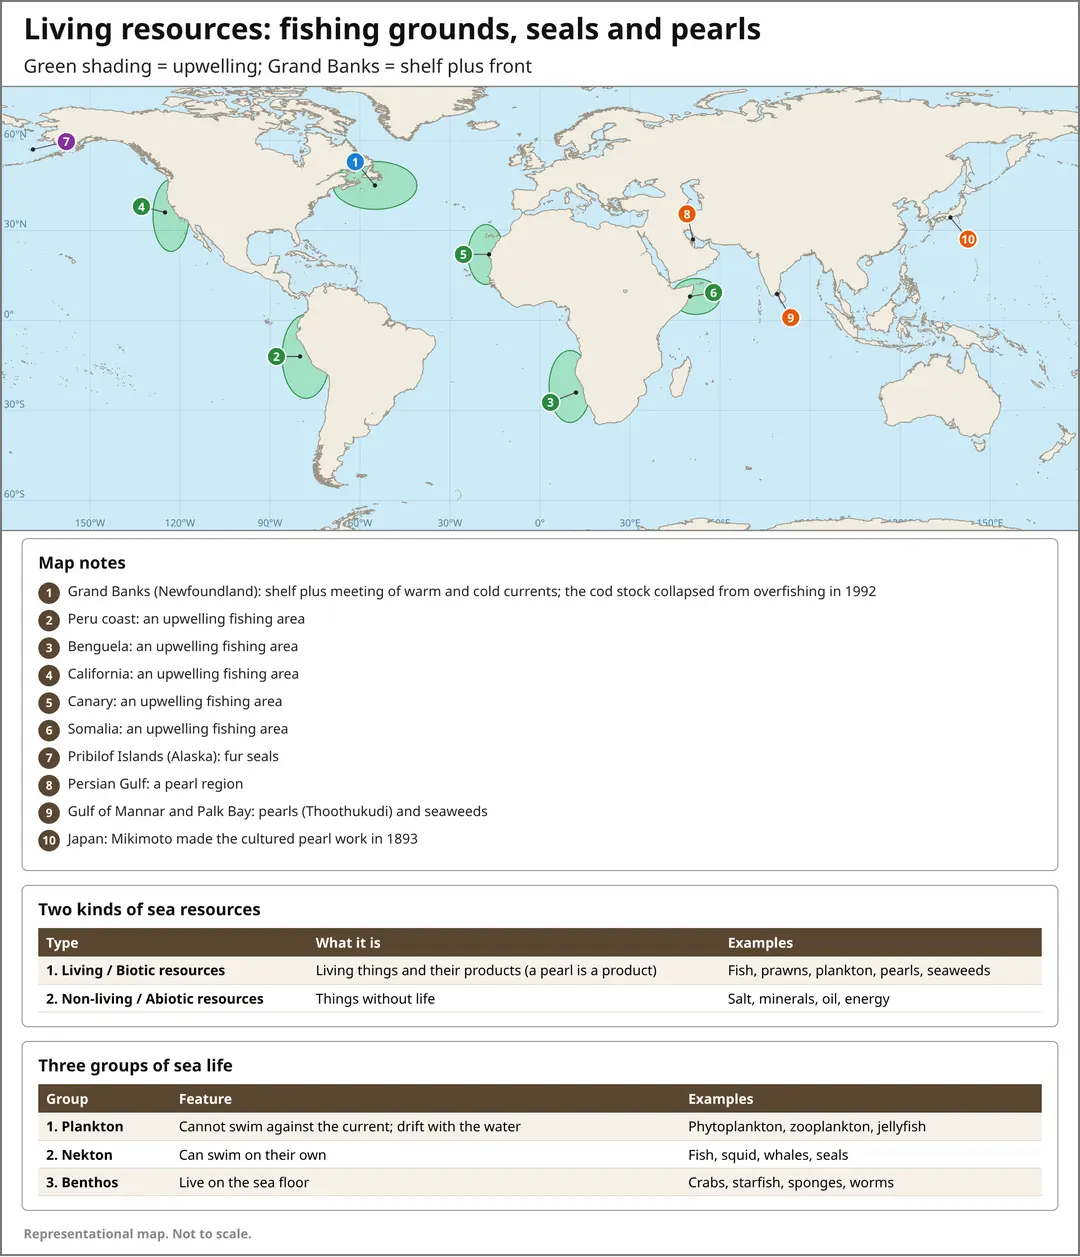 Living resources: fishing grounds, seals and pearls
Green shading = upwelling; Grand Banks = shelf plus front
60°N
7
1
4
8
30°N
10
5
6
0°
9
2
3
30°S
60°S
150°W 120°W 90°W 60°W 30°W 0° 30°E 60°E 150°E
Map notes
1 Grand Banks (Newfoundland): shelf plus meeting of warm and cold currents; the cod stock collapsed from overfishing in 1992
2 Peru coast: an upwelling fishing area
3 Benguela: an upwelling fishing area
4 California: an upwelling fishing area
5 Canary: an upwelling fishing area
6 Somalia: an upwelling fishing area
7 Pribilof Islands (Alaska): fur seals
8 Persian Gulf: a pearl region
9 Gulf of Mannar and Palk Bay: pearls (Thoothukudi) and seaweeds
10 Japan: Mikimoto made the cultured pearl work in 1893
Two kinds of sea resources
Type What it is Examples
1. Living / Biotic resources Living things and their products (a pearl is a product) Fish, prawns, plankton, pearls, seaweeds
2. Non-living / Abiotic resources Things without life Salt, minerals, oil, energy
Three groups of sea life
Group Feature Examples
1. Plankton Cannot swim against the current; drift with the water Phytoplankton, zooplankton, jellyfish
2. Nekton Can swim on their own Fish, squid, whales, seals
3. Benthos Live on the sea floor Crabs, starfish, sponges, worms
Representational map. Not to scale.